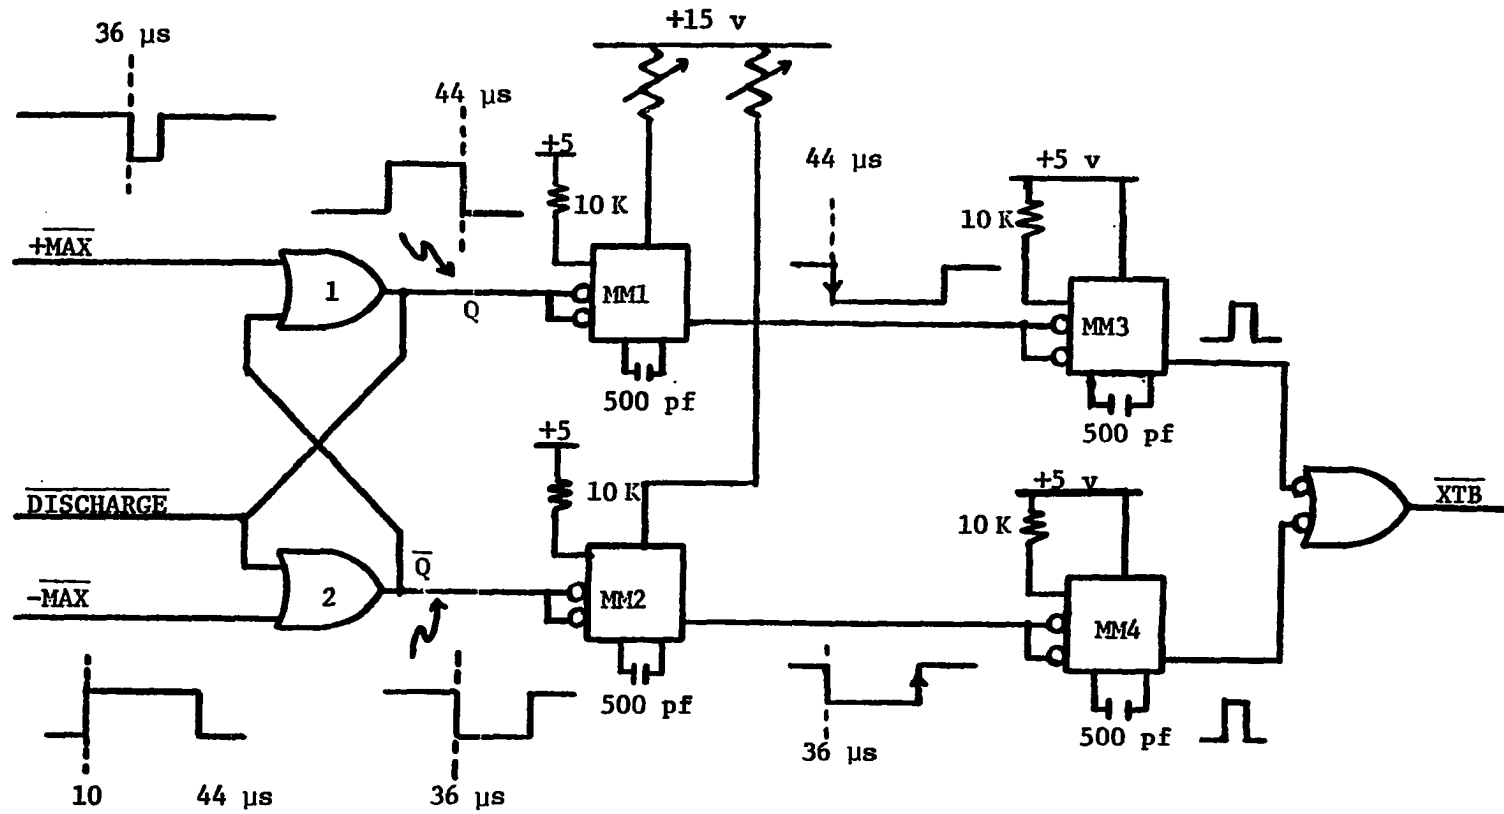 +15 v
36 µs
44 µs
+5
10 K
44 µs
+5 v
10 K
+MAX
1
Q
MM1
500 pf
MM3
500 pf
+5
10 K
+5 v
10 K
DISCHARGE
XTB
Q
-MAX
2
MM2
500 pf
MM4
500 pf
10
44 µs
36 µs
36 µs